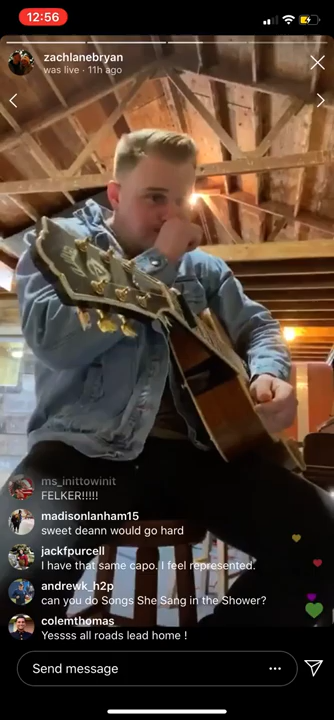 12:56
zachlanebryan
was live · 11h ago
ms_inittowinit
FELKER!!!!!
madisonlanham15
sweet deann would go hard
jackfpurcell
I have that same capo. I feel represented.
andrewk_h2p
can you do Songs She Sang in the Shower?
colemthomas_
Yessss all roads lead home !
Send message